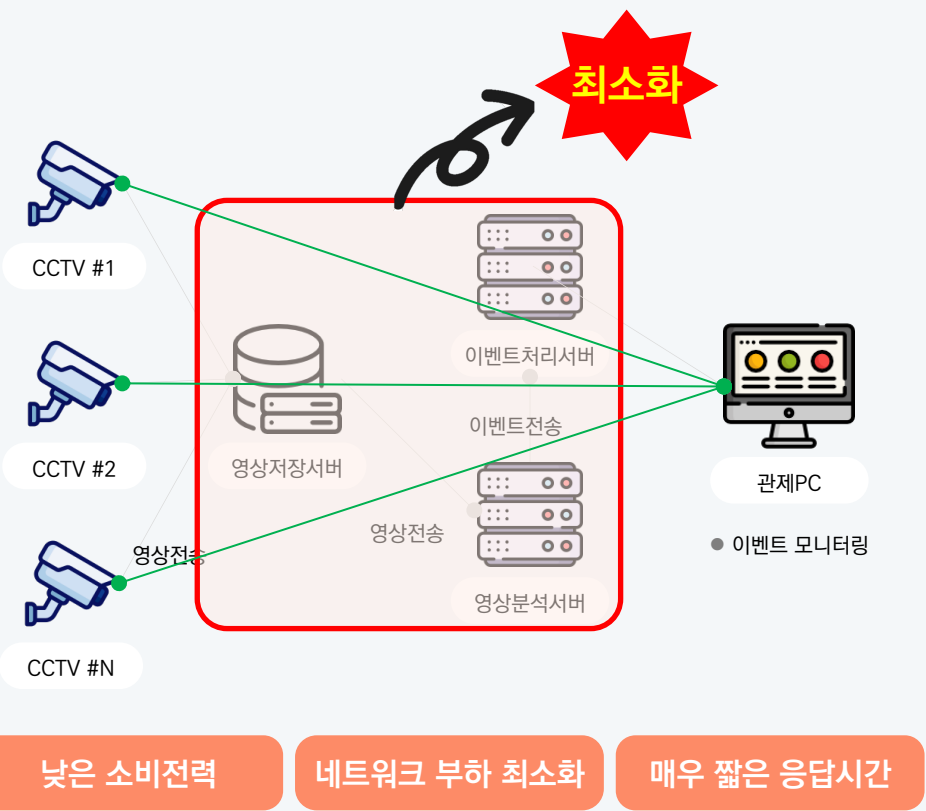 최소화
CCTV #1
이벤트처리서버
CCTV #2
영상저장서버
이벤트전송
관제PC
영상전송
이벤트 모니터링
영상전송
영상분석서버
CCTV #N
낮은 소비전력
네트워크 부하 최소화
매우 짧은 응답시간